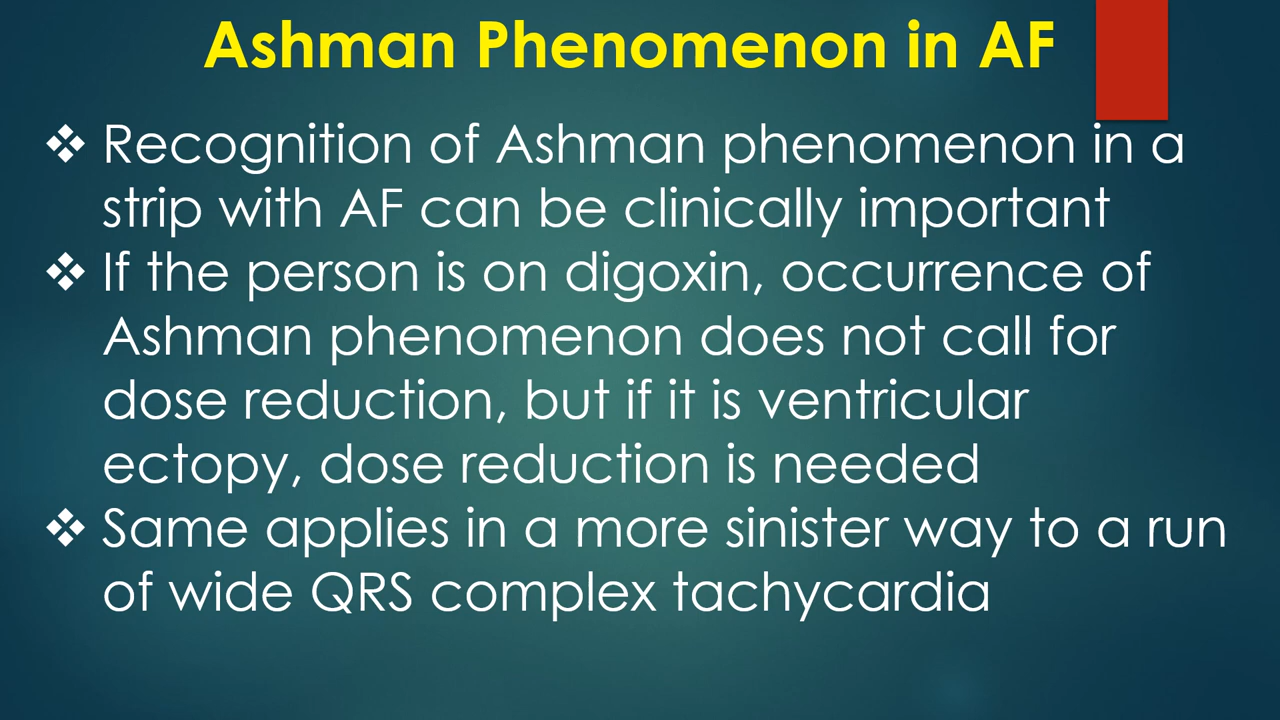 Ashman Phenomenon in AF
❖ Recognition of Ashman phenomenon in a
strip with AF can be clinically important
❖ If the person is on digoxin, occurrence of
Ashman phenomenon does not call for
dose reduction, but if it is ventricular
ectopy, dose reduction is needed
❖ Same applies in a more sinister way to a run
of wide QRS complex tachycardia